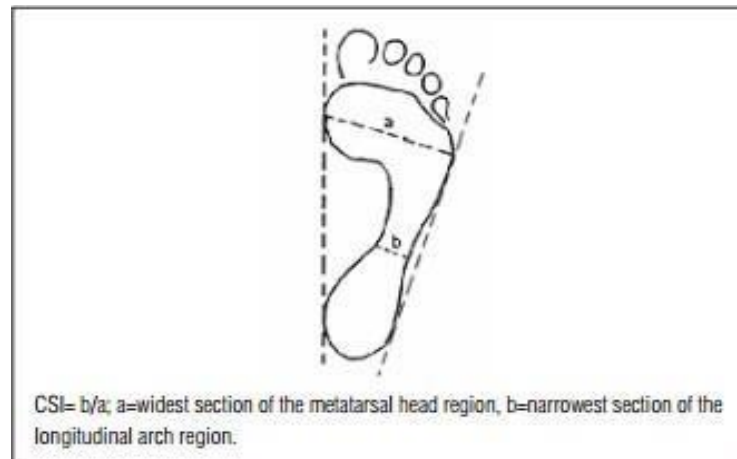 a
b
CSI= b/a; a=widest section of the metatarsal head region, b=narrowest section of the
longitudinal arch region.